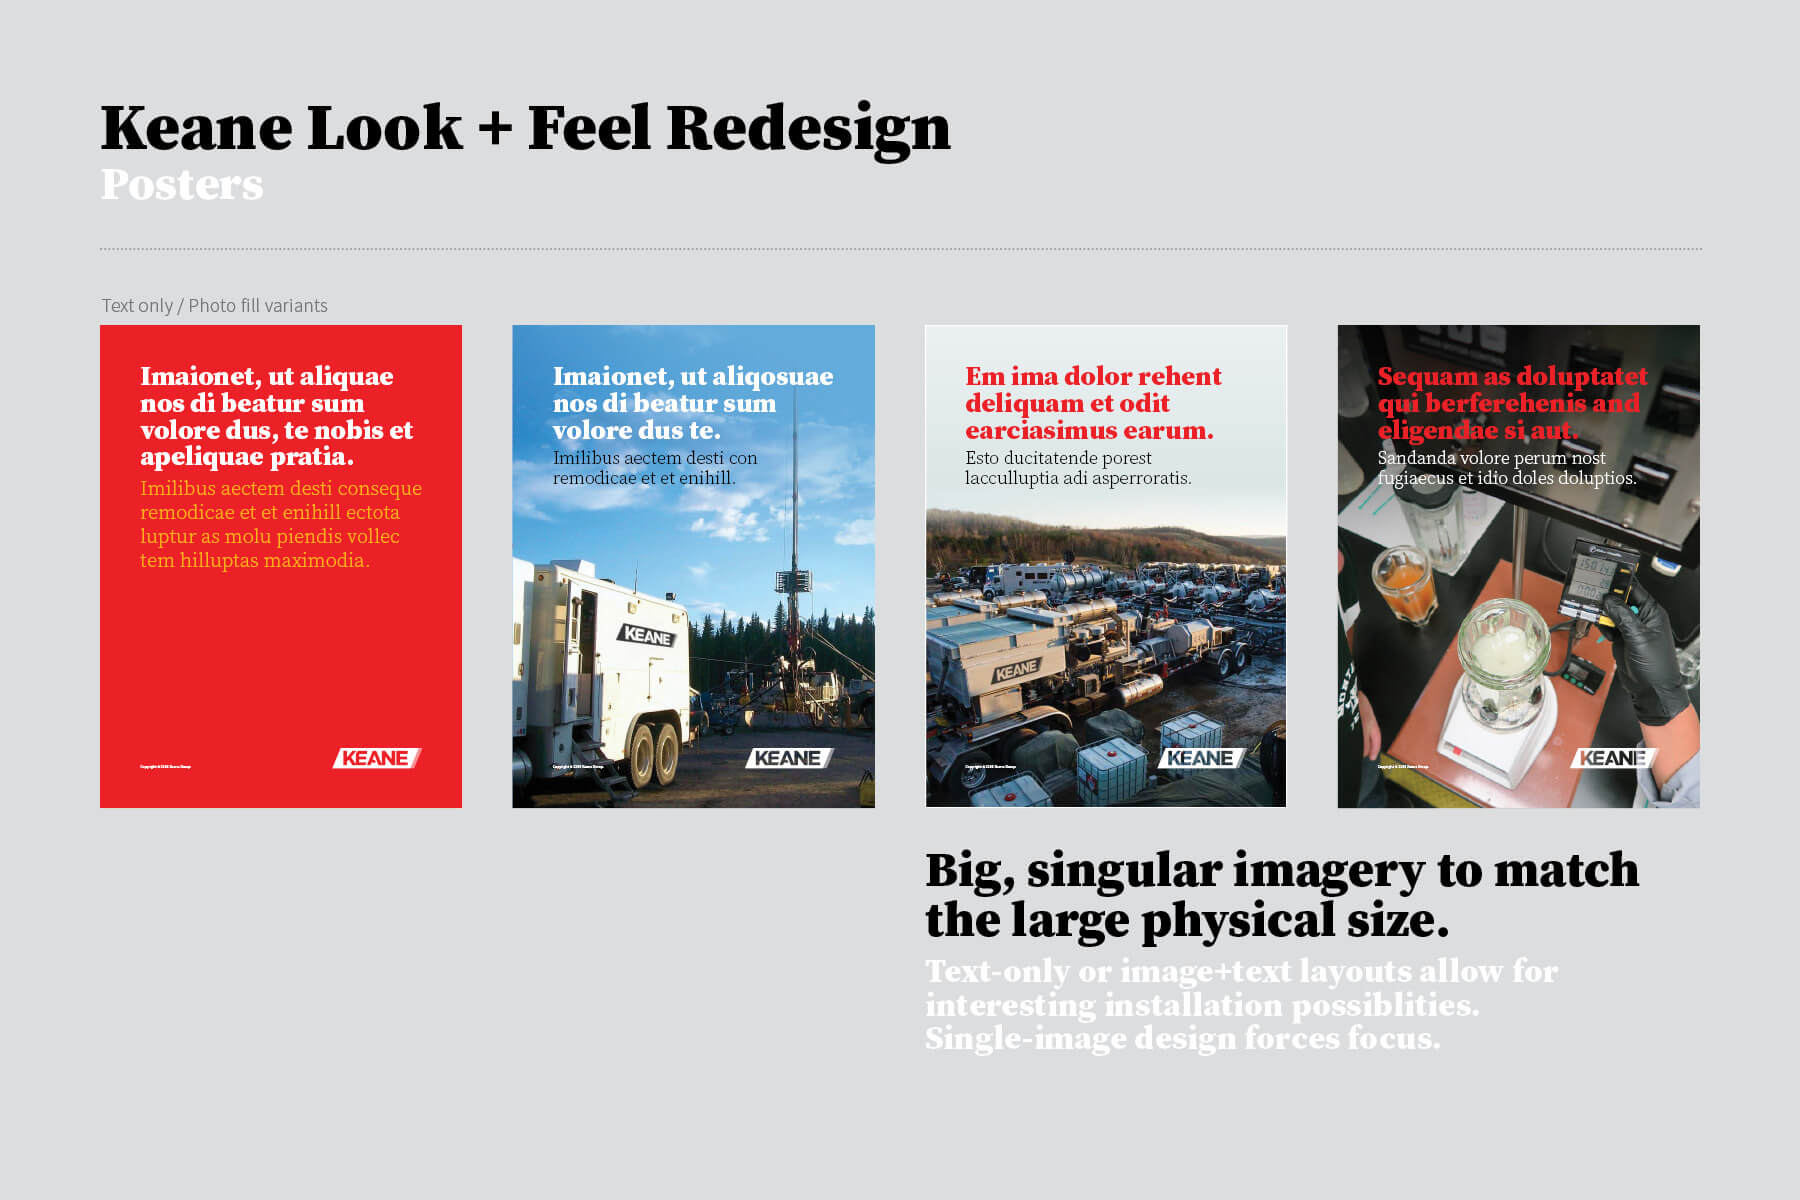 Keane Look + Feel Redesign
Posters
Text only / Photo fill variants
Imaionet, ut aliquae
nos di beatur sum
volore dus, te nobis et
apeliquae pratia.
Imilibus aectem desti conseque
remodicae et et enihill ectota
luptur as molu piendis vollec
tem hilluptas maximodia.
KEANE
Imaionet, ut aliqosuae
nos di beatur sum
volore dus te.
Imilibus aectem desti con
remodicae et et enihill.
KEANE
KEANE
Em ima dolor rehent
deliquam et odit
earciasimus earum.
Esto ducitatende porest
lacculluptia adi asperroratis.
KEANE
KEANE
Sequam as doluptatet
qui berferehenis and
eligendae si aut.
Sandanda volore perum nost
fugiaecus et idio doles doluptios.
KEANE
Big, singular imagery to match
the large physical size.
Text-only or image+text layouts allow for
interesting installation possiblities.
Single-image design forces focus.